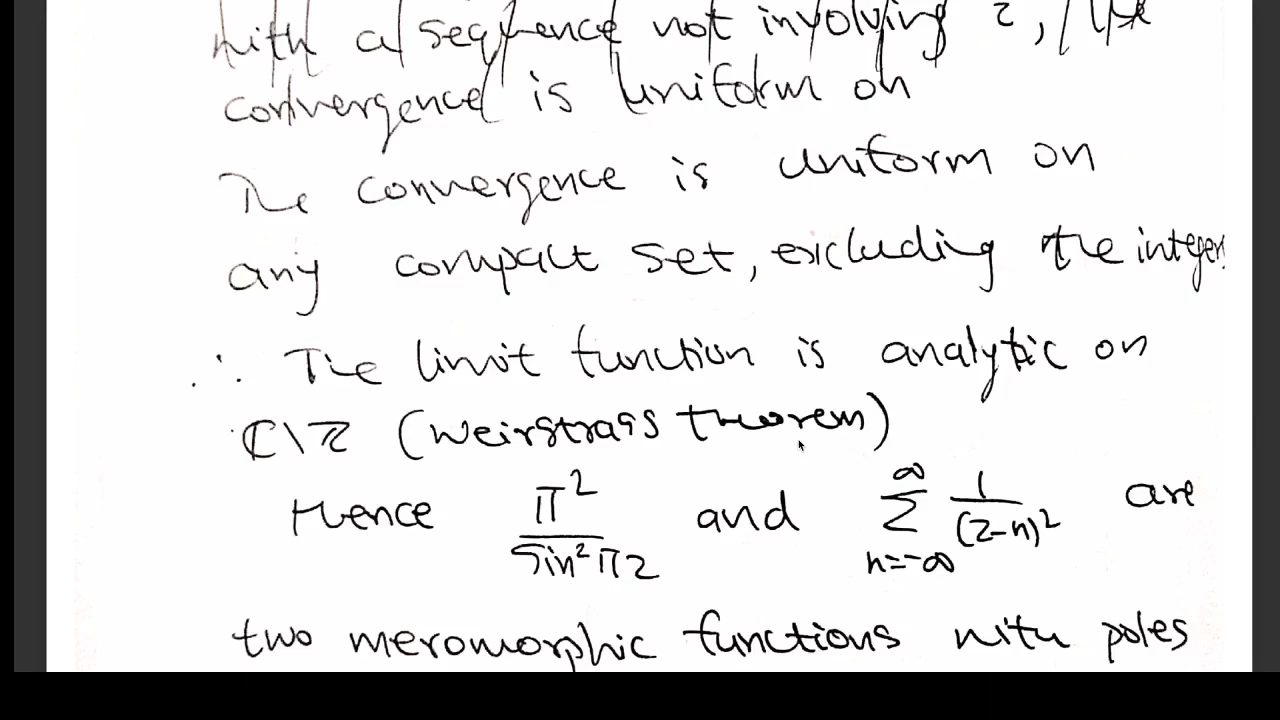 with a sequence not involving z, the
convergence is uniform on
The convergence is uniform on
any compact set, excluding the integers
∴ The limit function is analytic on
ℂ\ℤ (Weirstrass theorem)
Hence π²/sin²πz and ∑_{n=-∞}^{∞} 1/(z-n)² are
two meromorphic functions with poles